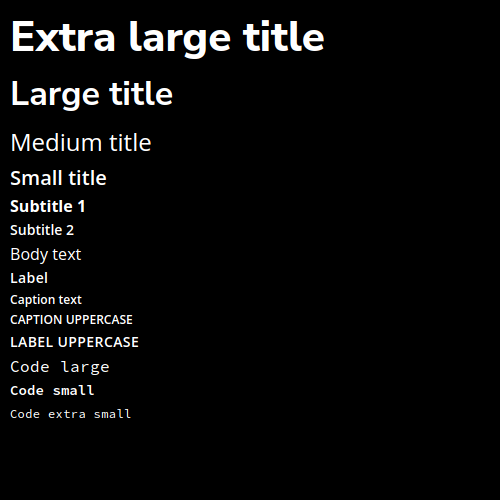 Extra large title
Large title
Medium title
Small title
Subtitle 1
Subtitle 2
Body text
Label
Caption text
CAPTION UPPERCASE
LABEL UPPERCASE
Code large
Code small
Code extra small